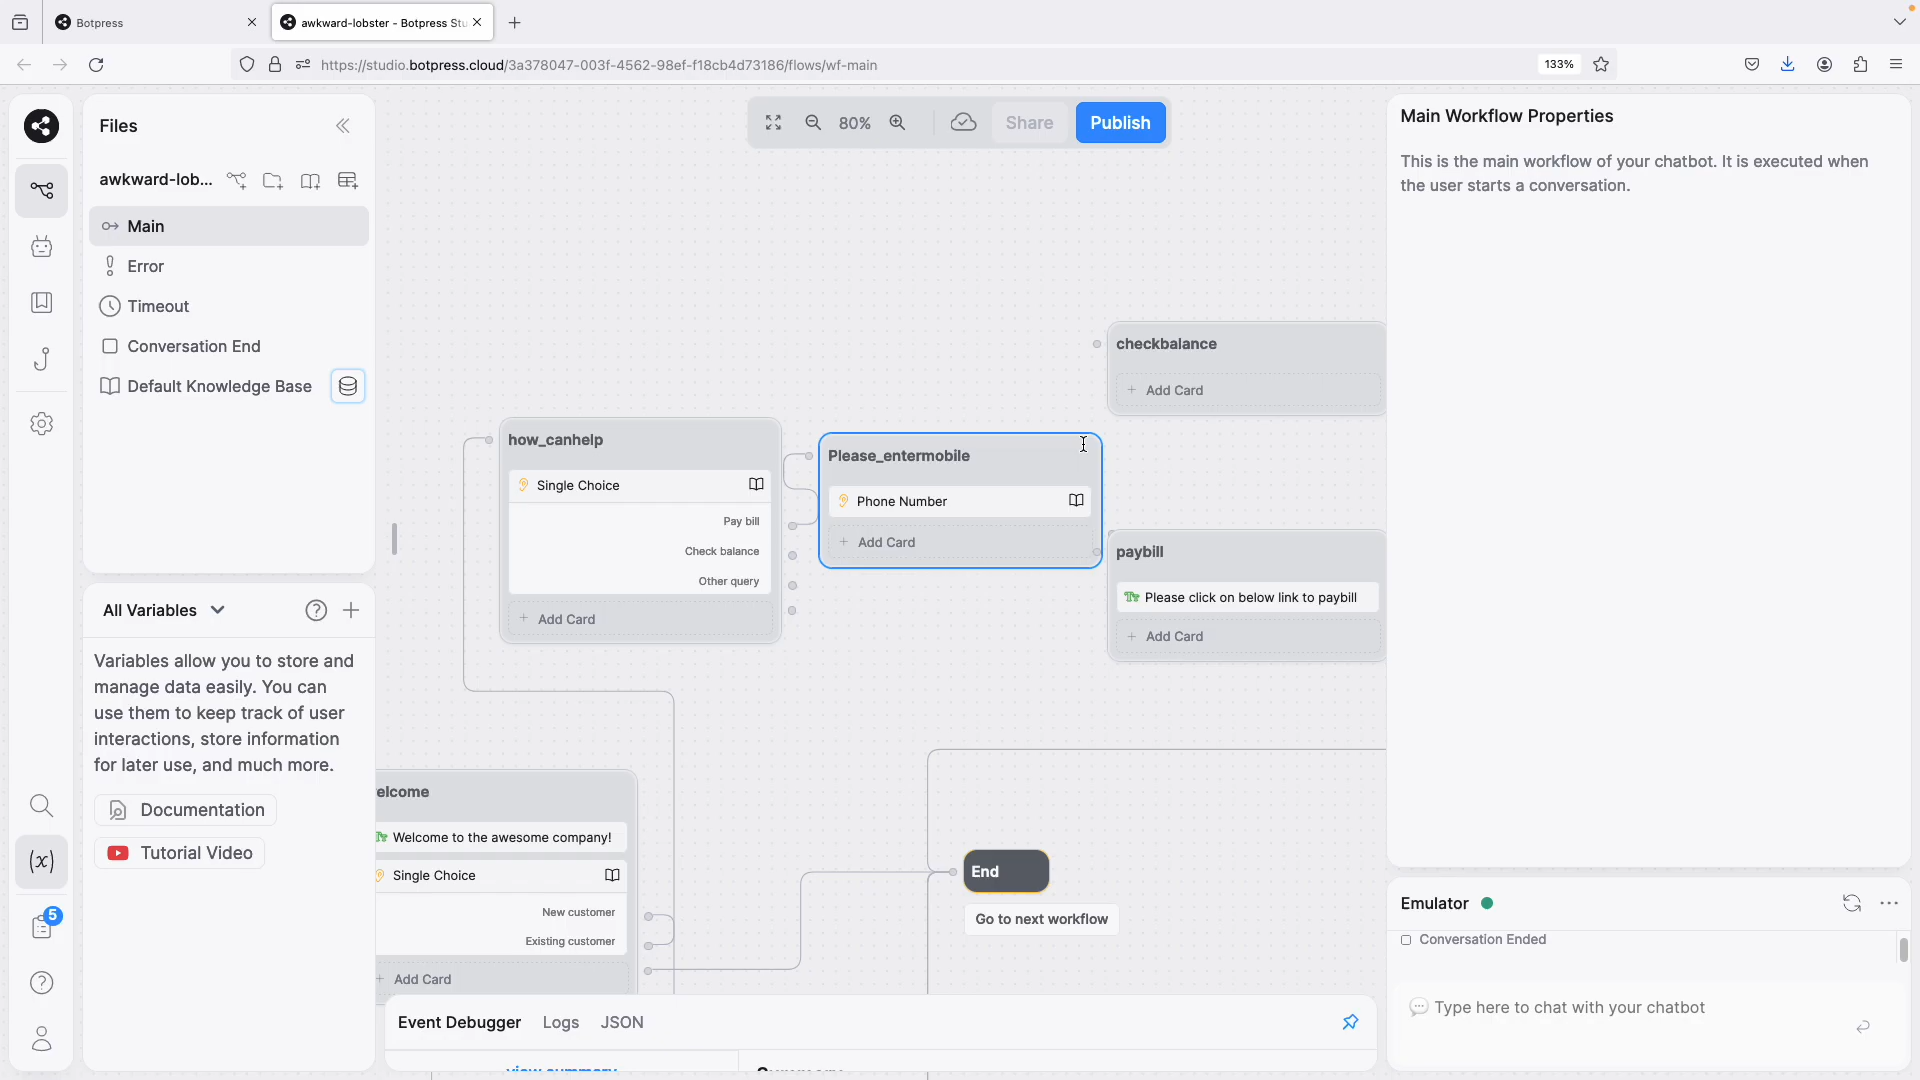 Botpress
awkward-lobster - Botpress Stu
https://studio.botpress.cloud/3a378047-003f-4562-98ef-f18cb4d73186/flows/wf-main
133%
Files
awkward-lob...
Main
Error
Timeout
Conversation End
Default Knowledge Base
All Variables
Variables allow you to store and
manage data easily. You can
use them to keep track of user
interactions, store information
for later use, and much more.
Documentation
Tutorial Video
(x)
5
80%
Share
Publish
checkbalance
+ Add Card
how_canhelp
Single Choice
Pay bill
Check balance
Other query
+ Add Card
Please_entermobile
Phone Number
+ Add Card
paybill
Please click on below link to paybill
+ Add Card
elcome
Welcome to the awesome company!
Single Choice
New customer
Existing customer
+ Add Card
End
Go to next workflow
Event Debugger
Logs
JSON
view summary
Main Workflow Properties
This is the main workflow of your chatbot. It is executed when
the user starts a conversation.
Emulator
Conversation Ended
Type here to chat with your chatbot